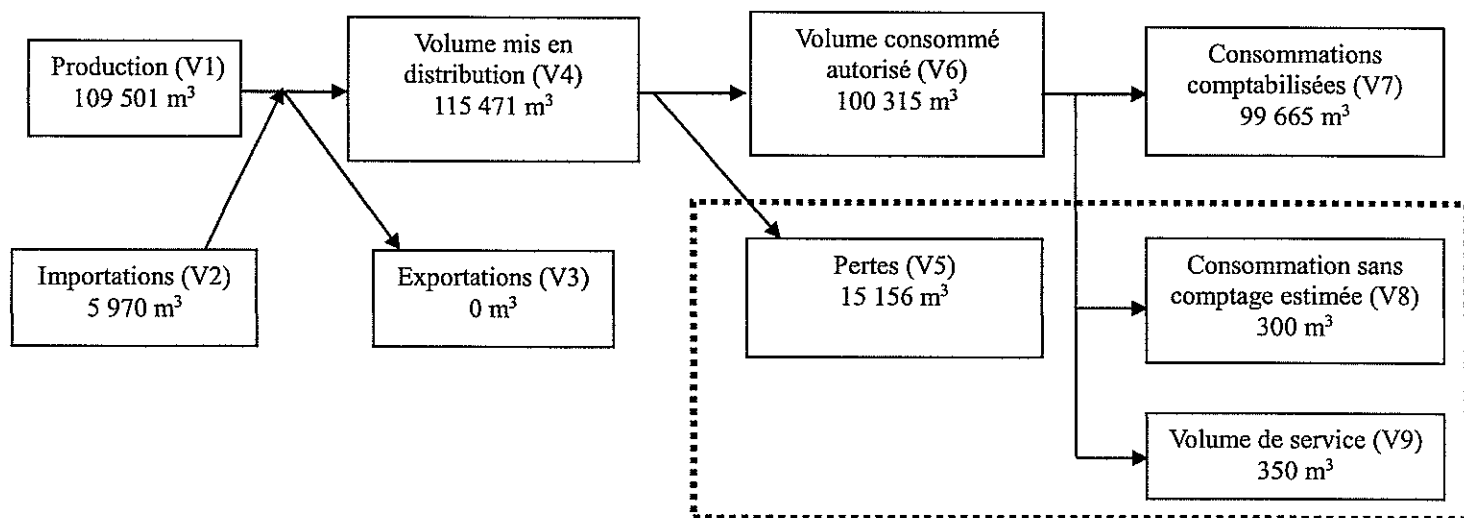 Production (V1)
109 501 m³
Volume mis en
distribution (V4)
115 471 m³
Volume consommé
autorisé (V6)
100 315 m³
Consommations
comptabilisées (V7)
99 665 m³
Importations (V2)
5 970 m³
Exportations (V3)
0 m³
Pertes (V5)
15 156 m³
Consommation sans
comptage estimée (V8)
300 m³
Volume de service (V9)
350 m³